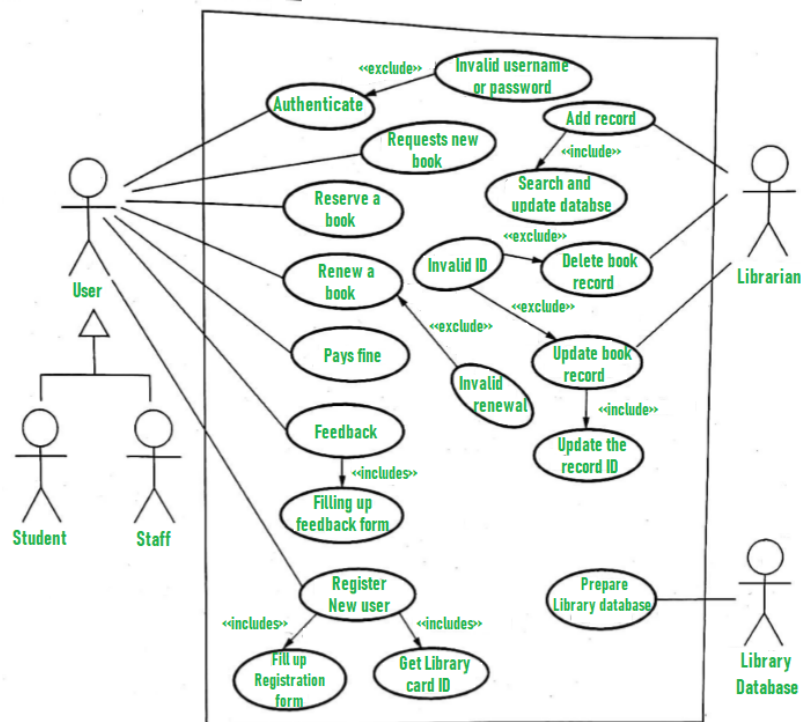 Invalid username
or password
«exclude»
Authenticate
Add record
Requests new
book
«include»
Search and
update databse
Reserve a
book
«exclude»
Invalid ID
Delete book
record
User
Librarian
Renew a
book
«exclude»
«exclude»
Pays fine
Update book
record
Invalid
renewal
«include»
Feedback
Update the
record ID
«includes»
Filling up
feedback form
Student
Staff
Register
New user
Prepare
Library database
«includes»
«includes»
Fill up
Registration
form
Get Library
card ID
Library
Database